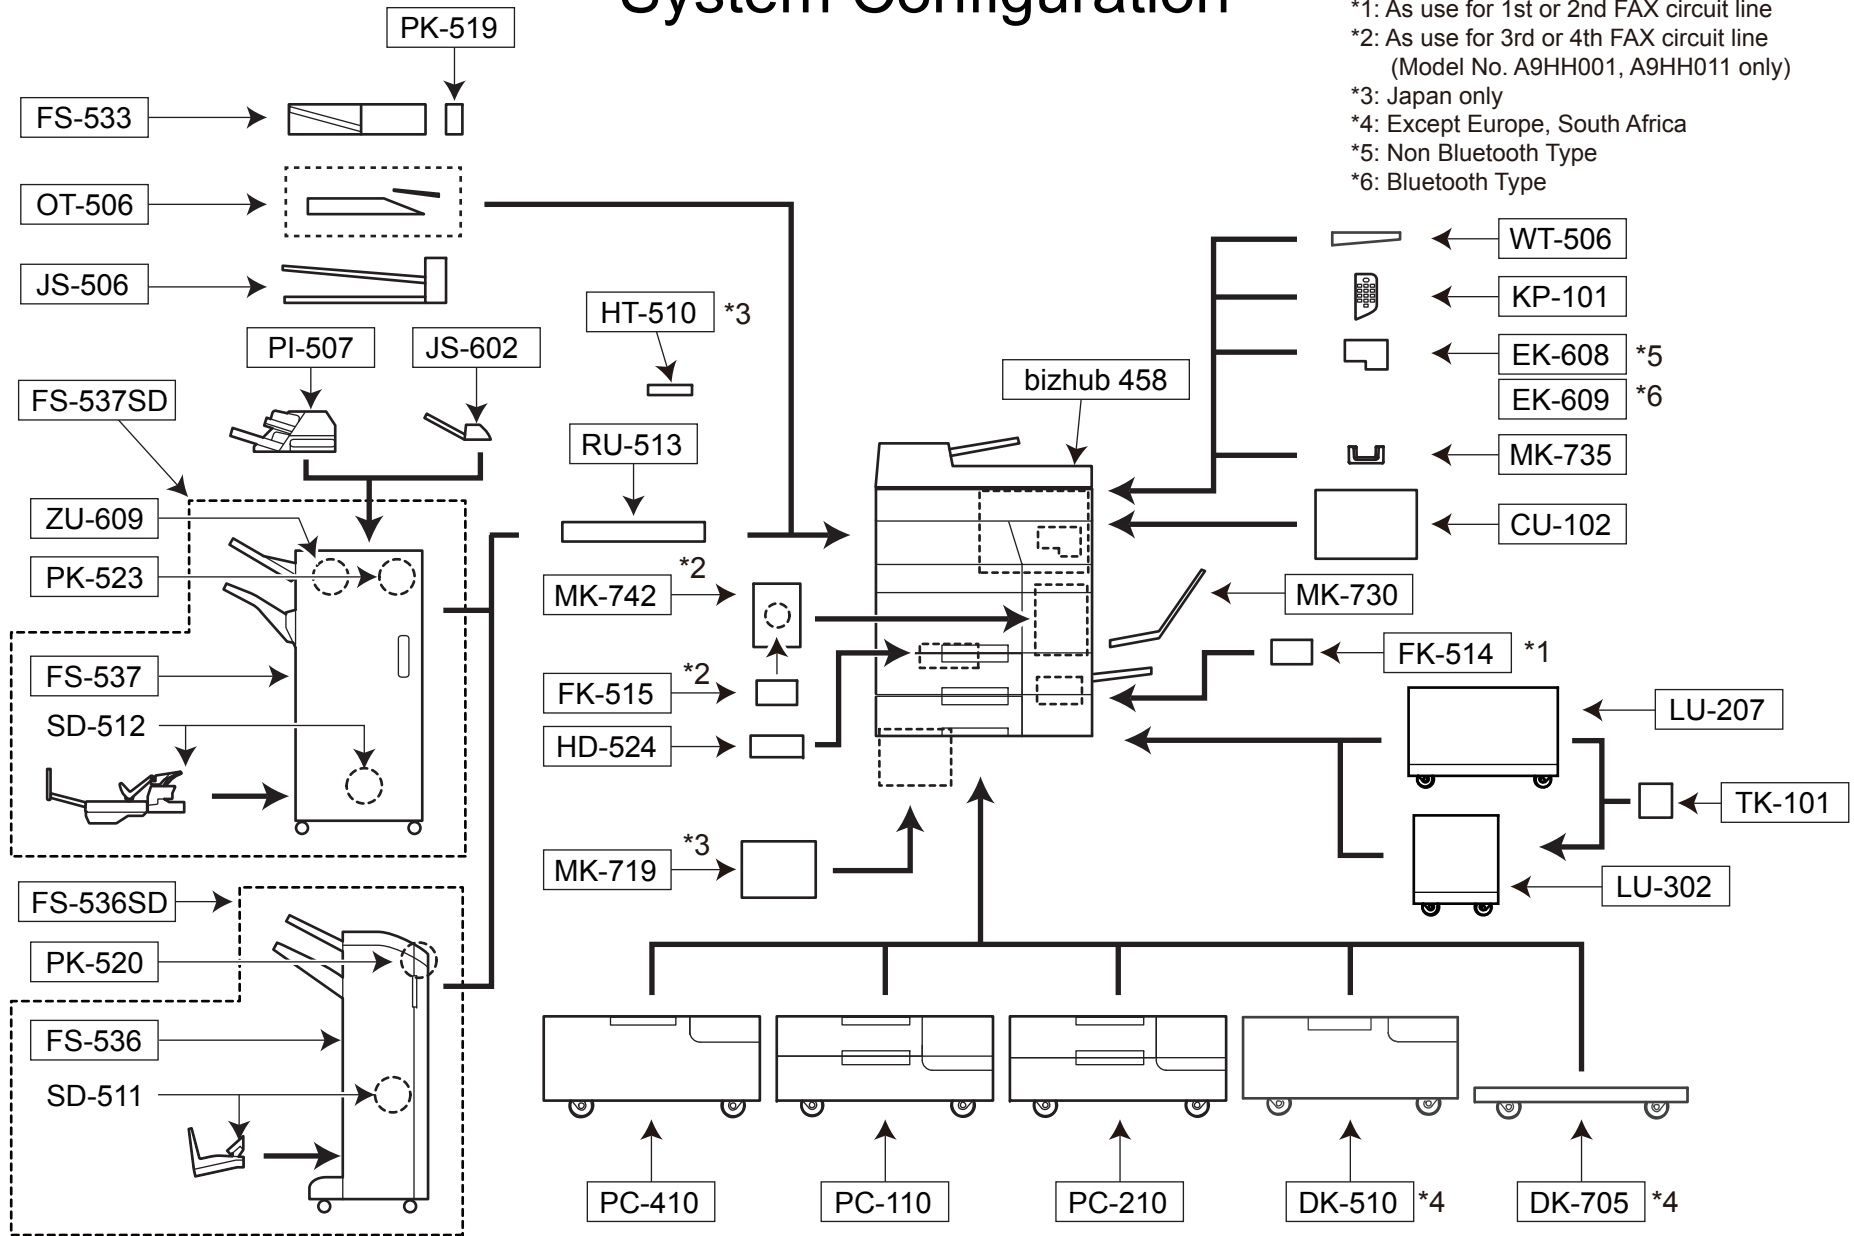 System Configuration
*1: As use for 1st or 2nd FAX circuit line
*2: As use for 3rd or 4th FAX circuit line
(Model No. A9HH001, A9HH011 only)
*3: Japan only
*4: Except Europe, South Africa
*5: Non Bluetooth Type
*6: Bluetooth Type
PK-519
FS-533
OT-506
JS-506
PI-507
JS-602
FS-537SD
ZU-609
PK-523
FS-537
SD-512
FS-536SD
PK-520
FS-536
SD-511
HT-510 *3
RU-513
MK-742 *2
FK-515 *2
HD-524
MK-719 *3
bizhub 458
WT-506
KP-101
EK-608 *5
EK-609 *6
MK-735
CU-102
MK-730
FK-514 *1
LU-207
TK-101
LU-302
PC-410
PC-110
PC-210
DK-510 *4
DK-705 *4